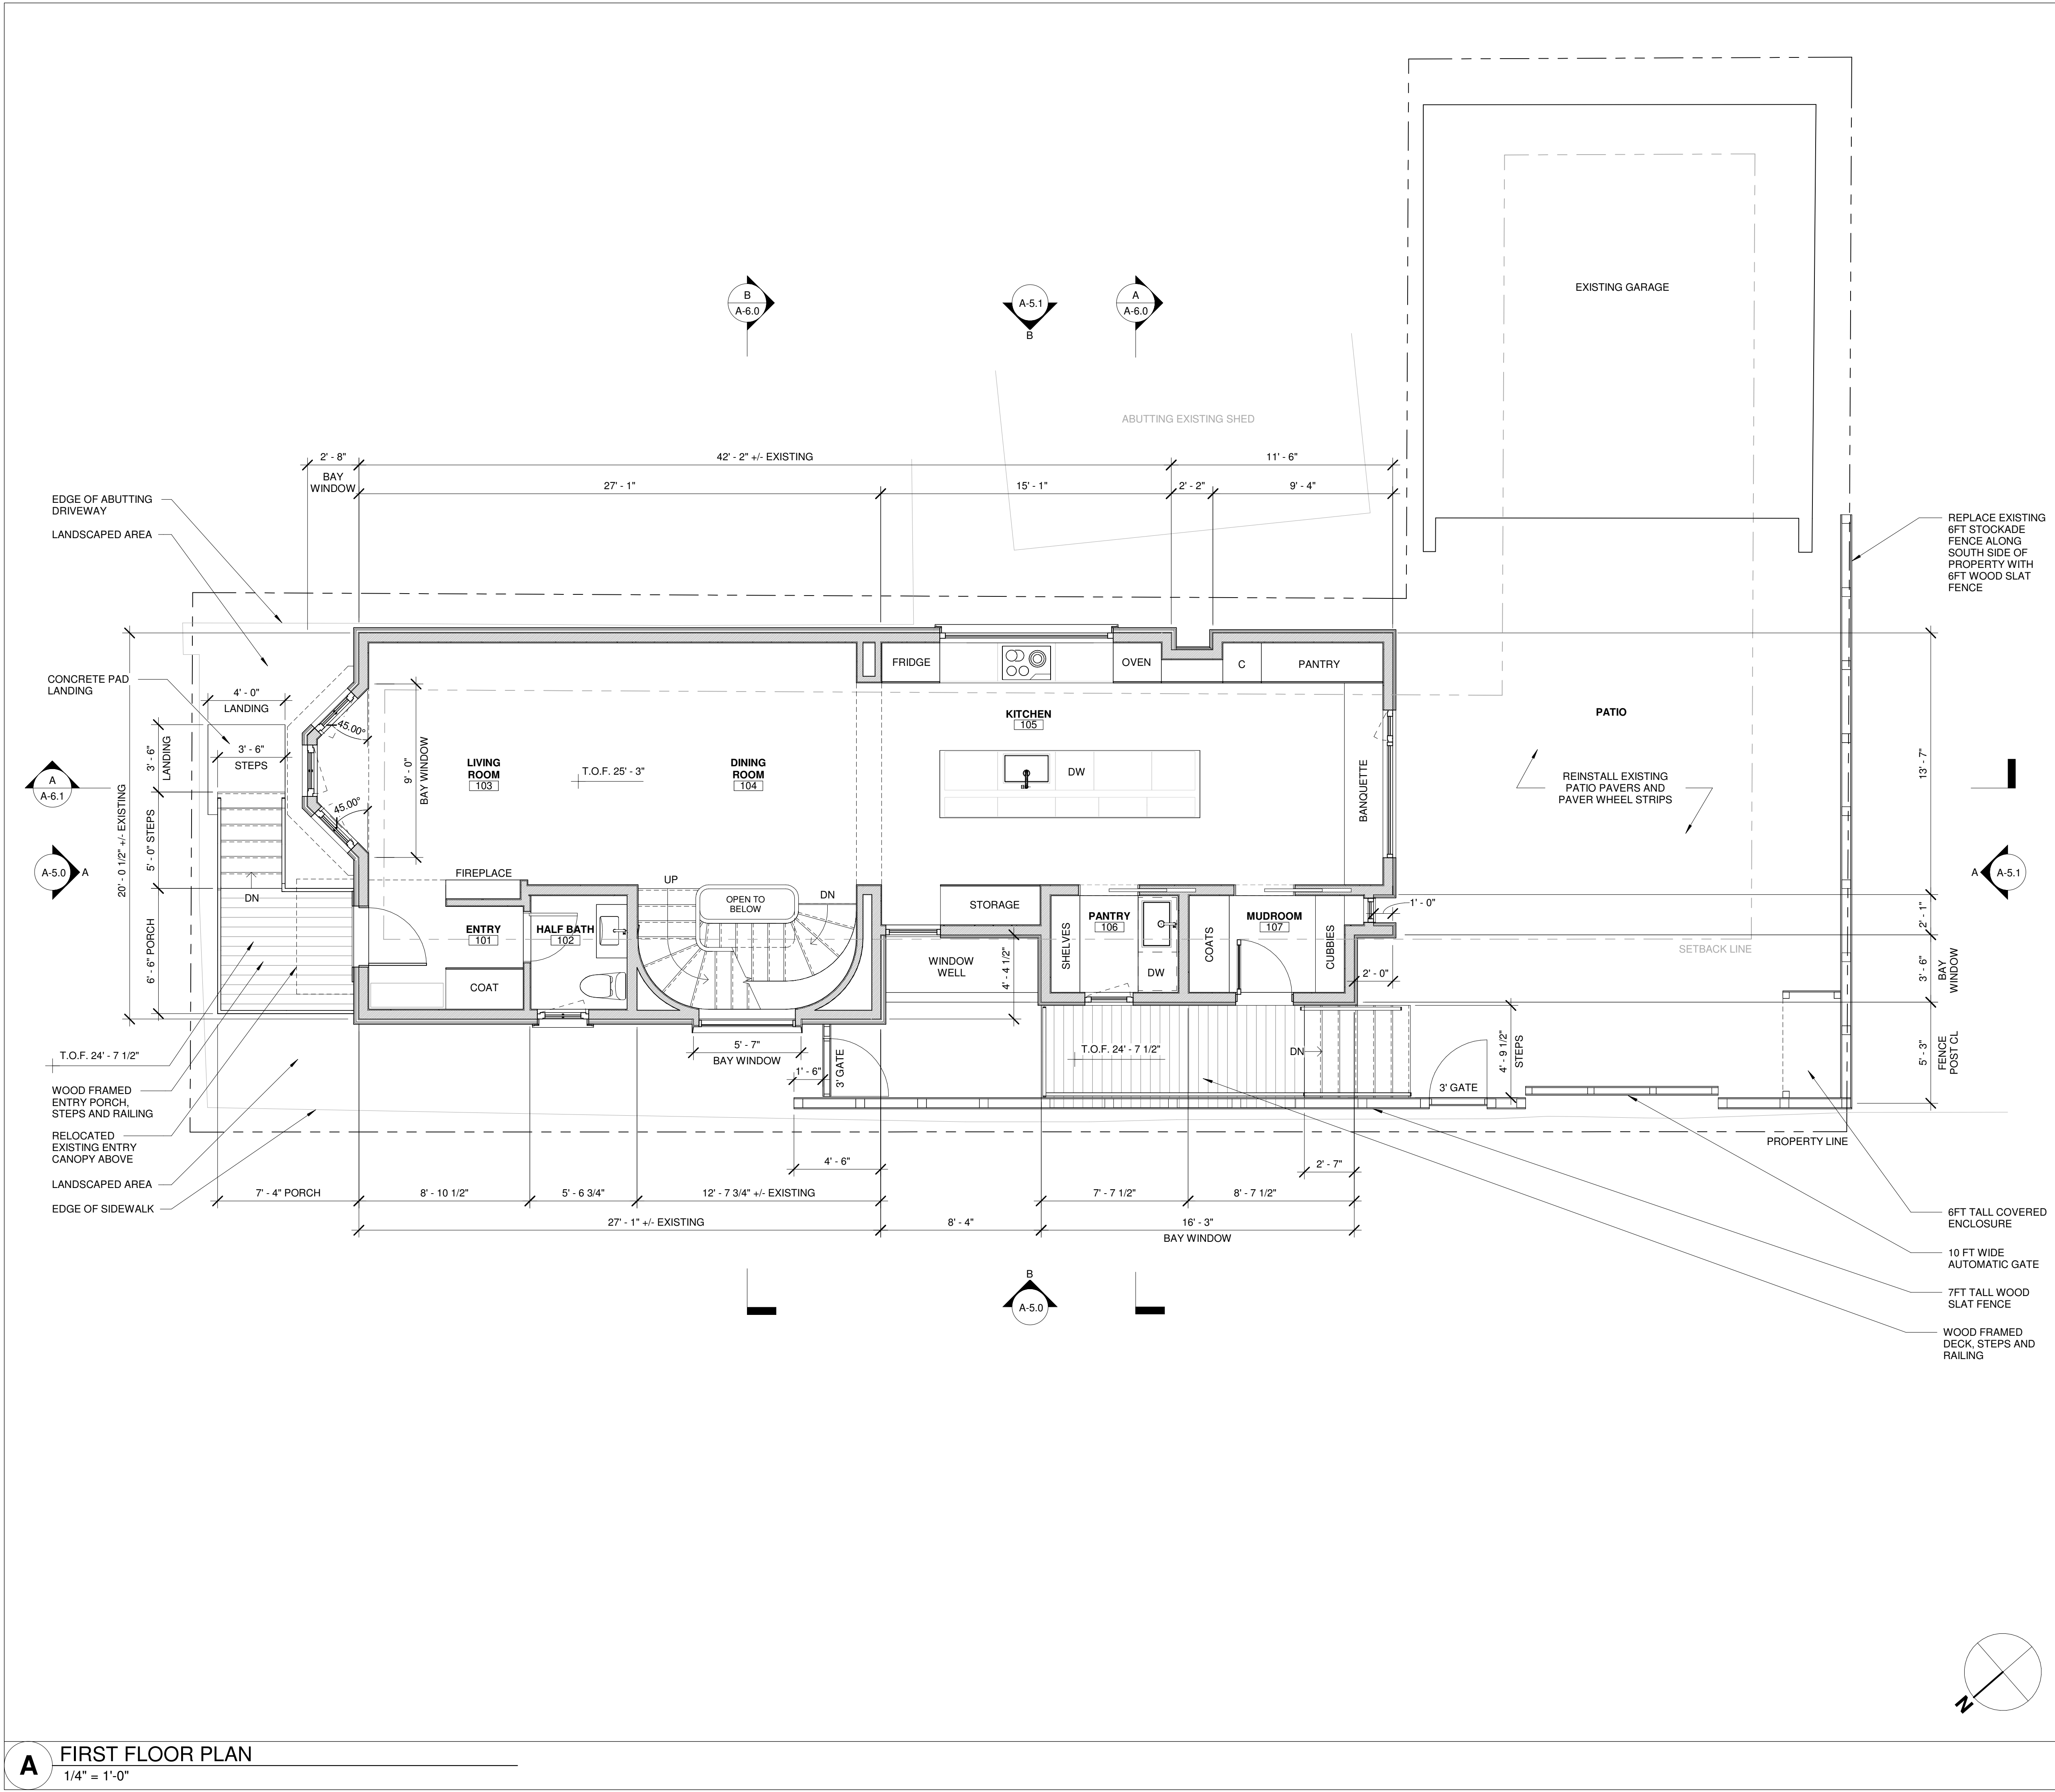 EXISTING GARAGE
B
A-6.0
A-5.1
B
A
A-6.0
ABUTTING EXISTING SHED
2' - 8"
42' - 2" +/- EXISTING
11' - 6"
BAY
WINDOW
27' - 1"
15' - 1"
2' - 2"
9' - 4"
EDGE OF ABUTTING
DRIVEWAY
LANDSCAPED AREA
REPLACE EXISTING
6FT STOCKADE
FENCE ALONG
SOUTH SIDE OF
PROPERTY WITH
6FT WOOD SLAT
FENCE
CONCRETE PAD
LANDING
4' - 0"
LANDING
3' - 6"
STEPS
3' - 6"
LANDING
5' - 0" STEPS
6' - 6" PORCH
20' - 0 1/2" +/- EXISTING
A
A-6.1
A-5.0
A
DN
45.00°
45.00°
9' - 0"
BAY WINDOW
LIVING
ROOM
103
T.O.F. 25' - 3"
DINING
ROOM
104
FRIDGE
OVEN
C
PANTRY
KITCHEN
105
DW
BANQUETTE
PATIO
REINSTALL EXISTING
PATIO PAVERS AND
PAVER WHEEL STRIPS
13' - 7"
A
A-5.1
FIREPLACE
UP
OPEN TO
BELOW
DN
STORAGE
ENTRY
101
HALF BATH
102
COAT
WINDOW
WELL
4' - 4 1/2"
SHELVES
PANTRY
106
DW
COATS
MUDROOM
107
CUBBIES
1' - 0"
2' - 0"
SETBACK LINE
2' - 1"
3' - 6"
BAY
WINDOW
5' - 3"
FENCE
POST CL
T.O.F. 24' - 7 1/2"
5' - 7"
BAY WINDOW
1' - 6"
3' GATE
T.O.F. 24' - 7 1/2"
DN
4' - 9 1/2"
STEPS
3' GATE
WOOD FRAMED
ENTRY PORCH,
STEPS AND RAILING
RELOCATED
EXISTING ENTRY
CANOPY ABOVE
LANDSCAPED AREA
EDGE OF SIDEWALK
PROPERTY LINE
4' - 6"
2' - 7"
7' - 4" PORCH
8' - 10 1/2"
5' - 6 3/4"
12' - 7 3/4" +/- EXISTING
7' - 7 1/2"
8' - 7 1/2"
27' - 1" +/- EXISTING
8' - 4"
16' - 3"
BAY WINDOW
6FT TALL COVERED
ENCLOSURE
10 FT WIDE
AUTOMATIC GATE
7FT TALL WOOD
SLAT FENCE
WOOD FRAMED
DECK, STEPS AND
RAILING
B
A-5.0
N
A
FIRST FLOOR PLAN
1/4" = 1'-0"